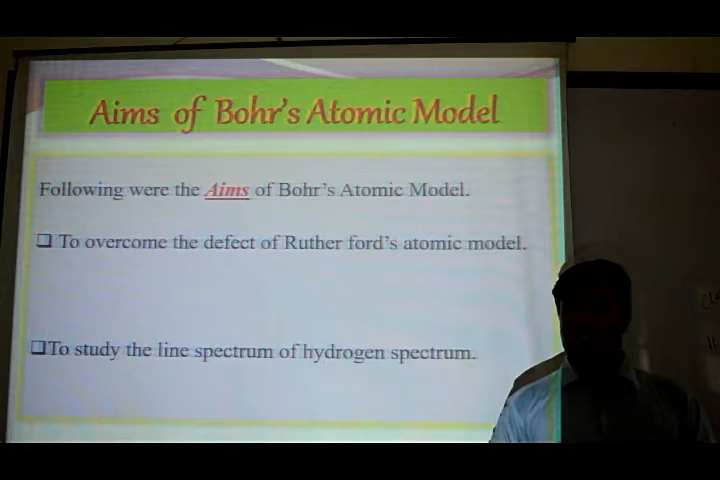 Aims of Bohr's Atomic Model
Following were the Aims of Bohr's Atomic Model.
To overcome the defect of Ruther ford's atomic model.
To study the line spectrum of hydrogen spectrum.